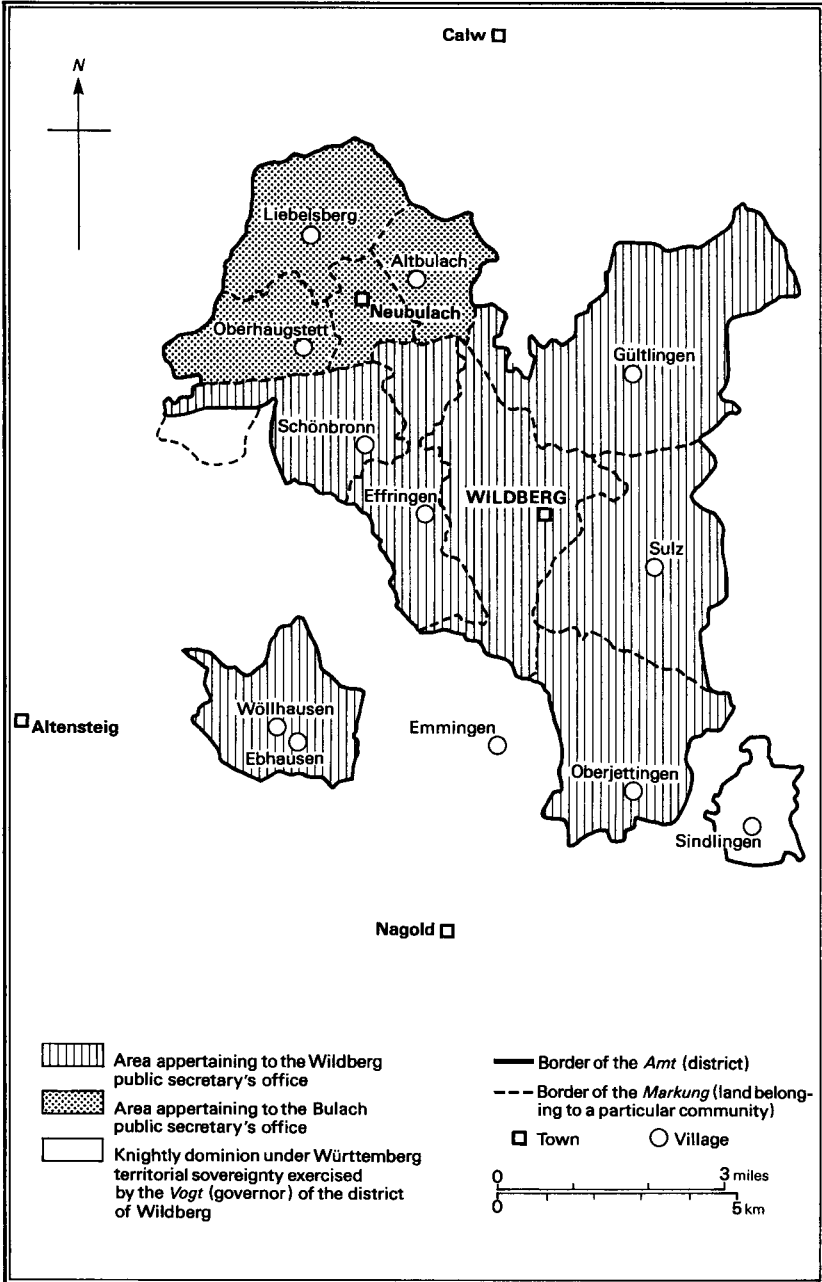 Calw
N
Liebelsberg
Altbulach
Neubulach
Oberhaugstett
Gültlingen
Schönbronn
Effringen
WILDBERG
Sulz
Wöllhausen
Altensteig
Ebhausen
Emmingen
Oberjettingen
Sindlingen
Nagold
Area appertaining to the Wildberg
public secretary's office
Area appertaining to the Bulach
public secretary's office
Knightly dominion under Württemberg
territorial sovereignty exercised
by the Vogt (governor) of the district
of Wildberg
Border of the Amt (district)
Border of the Markung (land belong-
ing to a particular community)
Town Village
0 3 miles
0 5 km